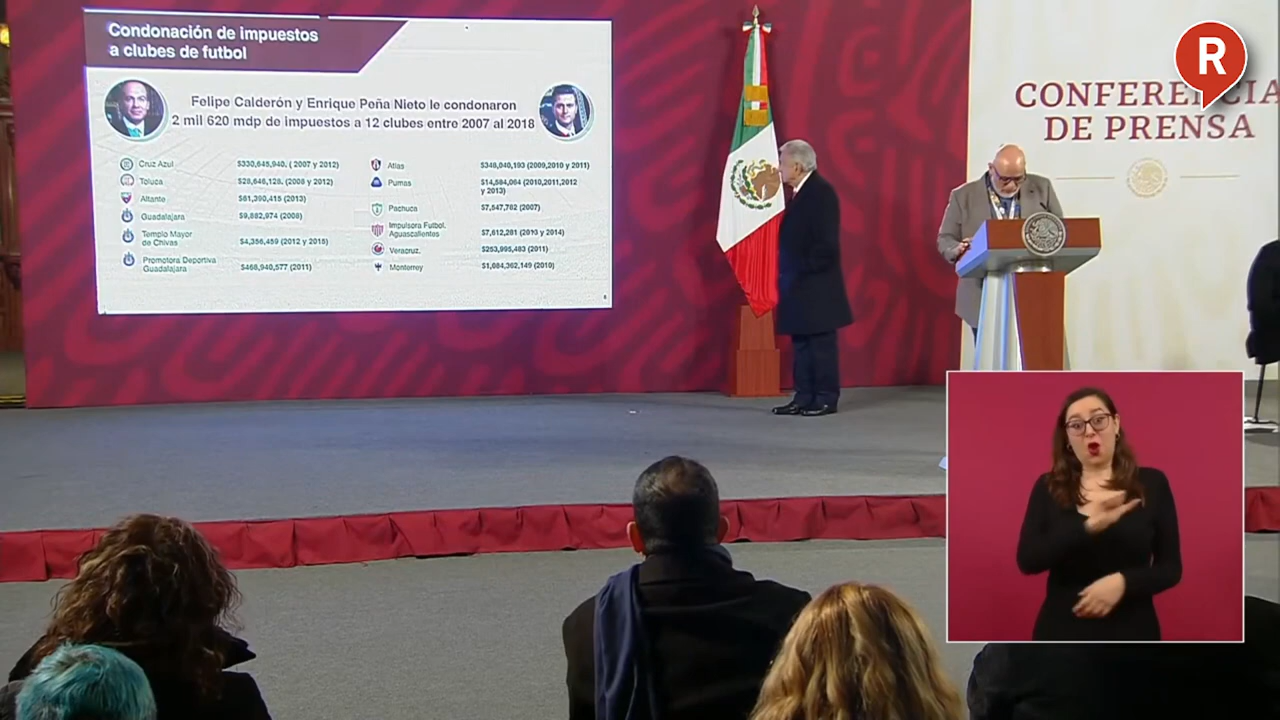 Condonación de impuestos
a clubes de futbol
Felipe Calderón y Enrique Peña Nieto le condonaron
2 mil 620 mdp de impuestos a 12 clubes entre 2007 al 2018
Cruz Azul $330,645,940. ( 2007 y 2012)
Toluca $28,646,128. (2008 y 2012)
Altante $61,390,415 (2013)
Guadalajara $9,882,974 (2008)
Templo Mayor
de Chivas $4,356,459 (2012 y 2015)
Promotora Deportiva
Guadalajara $468,940,577 (2011)
Atlas $348,040,193 (2009,2010 y 2011)
Pumas $14,584,064 (2010,2011,2012
y 2013)
Pachuca $7,547,782 (2007)
Impulsora Futbol.
Aguascalientes $7,612,281 (2010 y 2014)
Veracruz. $253,995,483 (2011)
Monterrey $1,084,362,149 (2010)
R
CONFERENCIA
DE PRENSA